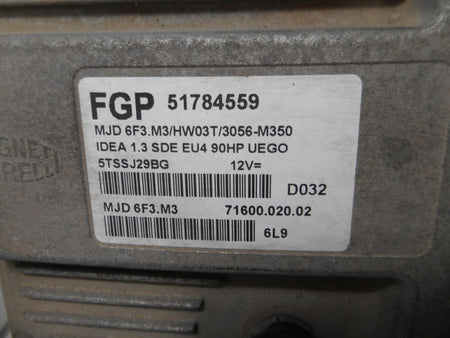 FGP 51784559
MJD 6F3.M3/HW03T/3056-M350
IDEA 1.3 SDE EU4 90HP UEGO
5TSSJ29BG 12V=
D032
MJD 6F3.M3 71600.020.02
6L9